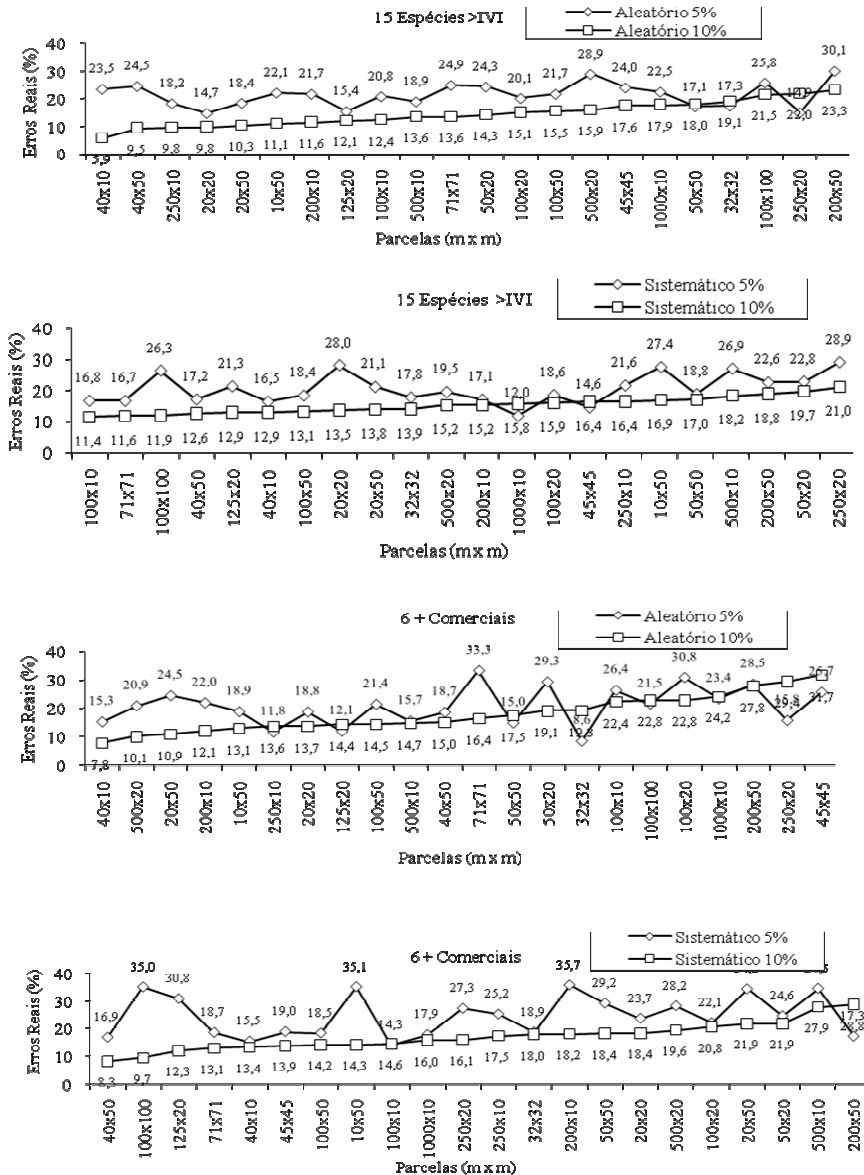 15 Espécies >IVI
Aleatório 5%
Aleatório 10%
Erros Reais (%)
40
30
20
10
0
23,5 24,5 18,2 14,7 18,4 22,1 21,7 15,4 20,8 18,9 24,9 24,3 20,1 21,7 28,9 24,0 22,5 17,1 17,3 25,8 30,1
5,9 9,5 9,8 9,8 10,3 11,1 11,6 12,1 12,4 13,6 13,6 14,3 15,1 15,5 15,9 17,6 17,9 18,0 19,1 21,5 22,0 23,3
40x10 40x50 250x10 20x20 20x50 10x50 200x10 125x20 100x10 500x10 71x71 50x20 100x20 100x50 500x20 45x45 1000x10 50x50 32x32 100x100 250x20 200x50
Parcelas (m x m)
15 Espécies >IVI
Sistemático 5%
Sistemático 10%
Erros Reais (%)
40
30
20
10
0
16,8 16,7 26,3 17,2 21,3 16,5 18,4 28,0 21,1 17,8 19,5 17,1 12,0 18,6 14,6 21,6 27,4 18,8 26,9 22,6 22,8 28,9
11,4 11,6 11,9 12,6 12,9 12,9 13,1 13,5 13,8 13,9 15,2 15,2 15,8 15,9 16,4 16,4 16,9 17,0 18,2 18,8 19,7 21,0
100x10 71x71 100x100 40x50 125x20 40x10 100x50 20x20 20x50 32x32 500x20 200x10 1000x10 100x20 45x45 250x10 10x50 50x50 500x10 200x50 50x20 250x20
Parcelas (m x m)
6 + Comerciais
Aleatório 5%
Aleatório 10%
Erros Reais (%)
40
30
20
10
0
15,3 20,9 24,5 22,0 18,9 11,8 18,8 12,1 21,4 15,7 18,7 33,3 15,0 29,3 8,6 26,4 21,5 30,8 23,4 28,5 15,8 26,7
7,8 10,1 10,9 12,1 13,1 13,6 13,7 14,4 14,5 14,7 15,0 16,4 17,5 19,1 22,4 22,8 22,8 24,2 27,8 29,4 31,7
40x10 500x20 20x50 200x10 10x50 250x10 20x20 125x20 100x50 500x10 40x50 71x71 50x50 50x20 32x32 100x10 100x100 100x20 1000x10 200x50 250x20 45x45
Parcelas (m x m)
6 + Comerciais
Sistemático 5%
Sistemático 10%
Erros Reais (%)
40
30
20
10
0
16,9 35,0 30,8 18,7 15,5 19,0 18,5 35,1 14,3 17,9 27,3 25,2 18,9 35,7 29,2 23,7 28,2 22,1 24,6 17,3
8,3 9,7 12,3 13,1 13,4 13,9 14,2 14,3 14,6 16,0 16,1 17,5 18,0 18,2 18,4 18,4 19,6 20,8 21,9 21,9 27,9 28,8
40x50 100x100 125x20 71x71 40x10 45x45 100x50 10x50 100x10 1000x10 250x20 250x10 32x32 200x10 50x50 20x20 500x20 100x20 20x50 50x20 500x10 200x50
Parcelas (m x m)